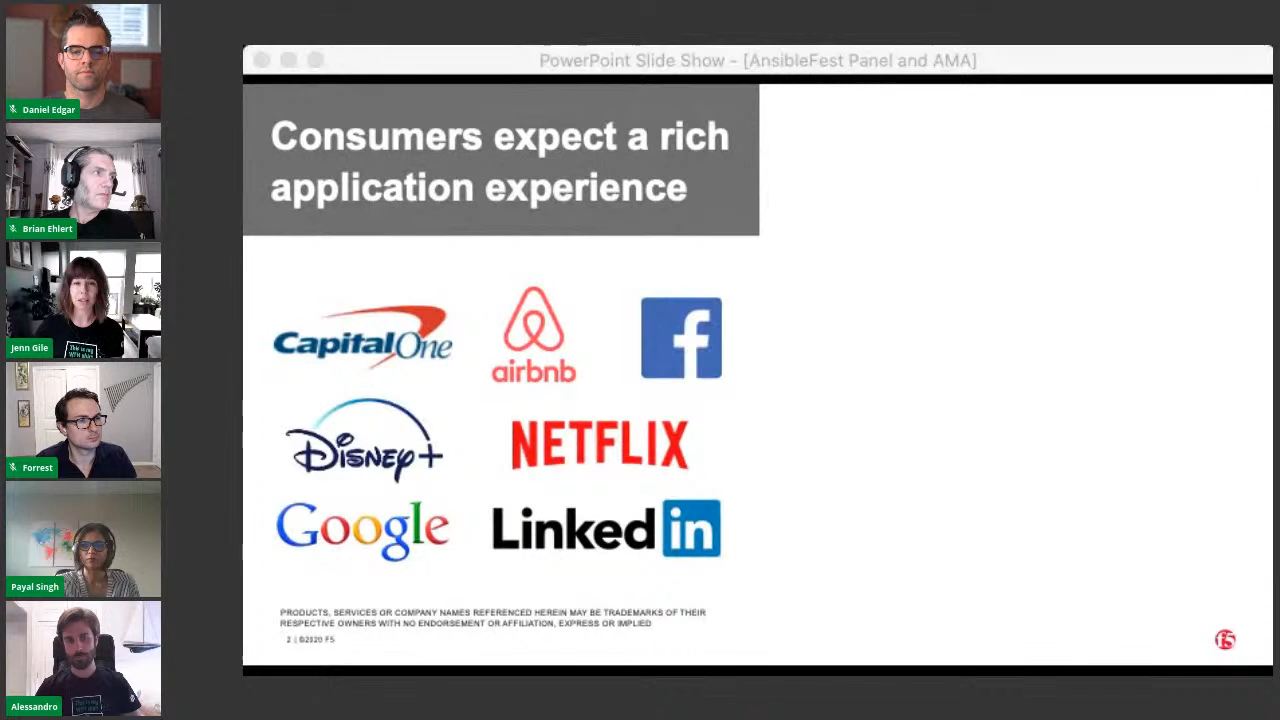 Daniel Edgar
Brian Ehlert
Jenn Gile
Forrest
Payal Singh
Alessandro
PowerPoint Slide Show - [AnsibleFest Panel and AMA]
Consumers expect a rich
application experience
CapitalOne
airbnb
f
Disney+
NETFLIX
Google
Linked in
PRODUCTS, SERVICES OR COMPANY NAMES REFERENCED HEREIN MAY BE TRADEMARKS OF THEIR
RESPECTIVE OWNERS WITH NO ENDORSEMENT OR AFFILIATION, EXPRESS OR IMPLIED
2 | ©2020 F5
f5